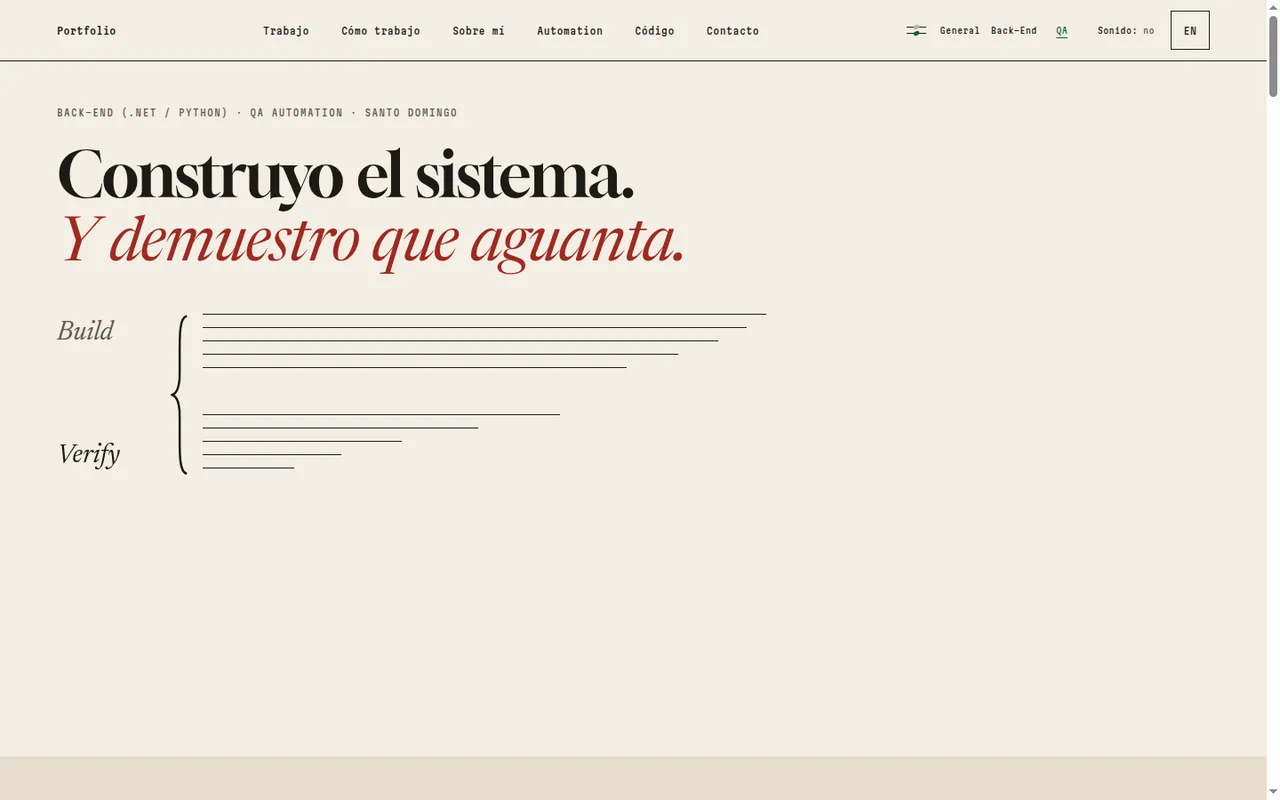 Portfolio
Trabajo
Cómo trabajo
Sobre mí
Automation
Código
Contacto
General
Back-End
QA
Sonido: no
EN
BACK-END (.NET / PYTHON) · QA AUTOMATION · SANTO DOMINGO
Construyo el sistema.
Y demuestro que aguanta.
Build
Verify